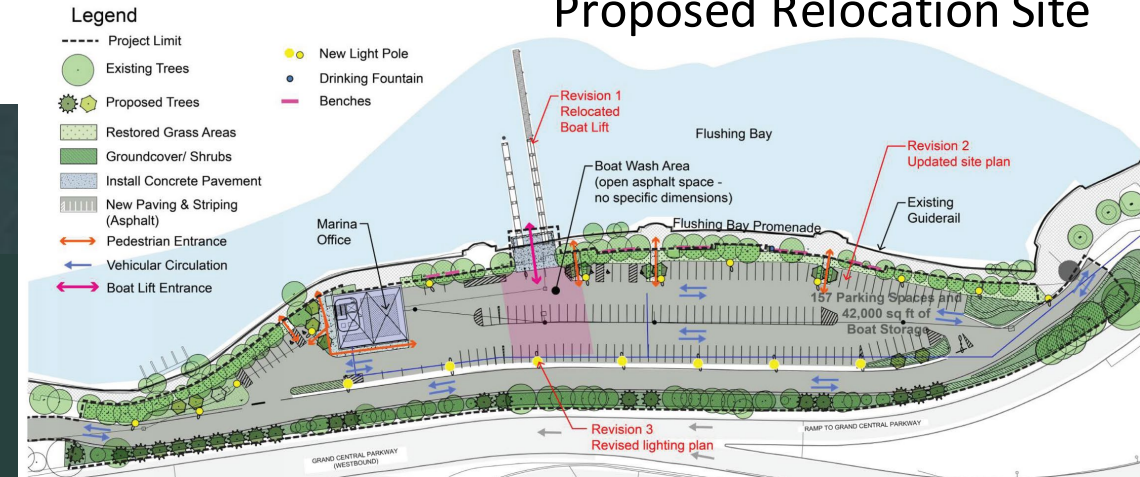 Proposed Relocation Site
Legend
Project Limit
Existing Trees
Proposed Trees
Restored Grass Areas
Groundcover/ Shrubs
Install Concrete Pavement
New Paving & Striping
(Asphalt)
Pedestrian Entrance
Vehicular Circulation
Boat Lift Entrance
New Light Pole
Drinking Fountain
Benches
Revision 1
Relocated
Boat Lift
Flushing Bay
Revision 2
Updated site plan
Boat Wash Area
(open asphalt space -
no specific dimensions)
Existing
Guiderail
Marina
Office
Flushing Bay Promenade
157 Parking Spaces and
42,000 sq ft of
Boat Storage
Revision 3
Revised lighting plan
RAMP TO GRAND CENTRAL PARKWAY
GRAND CENTRAL PARKWAY
(WESTBOUND)